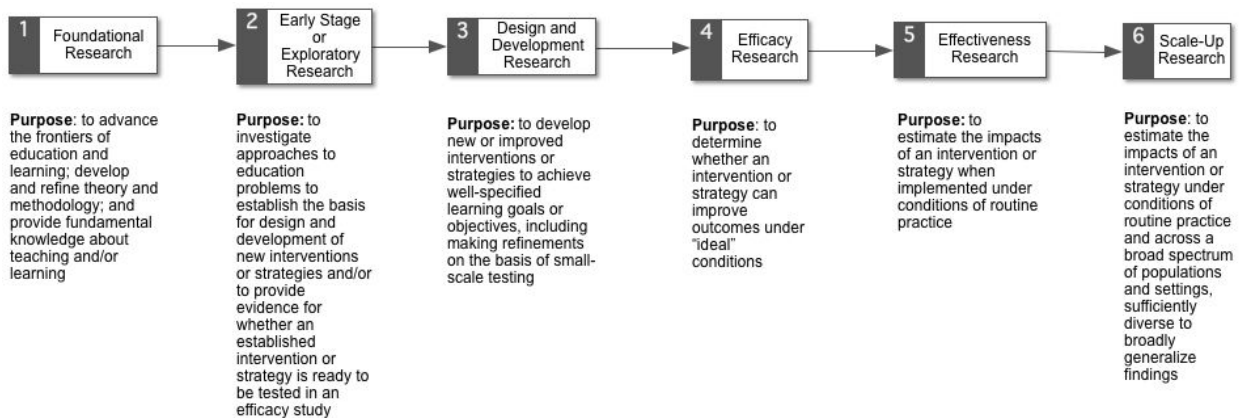 1
Foundational
Research
2
Early Stage
or
Exploratory
Research
3
Design and
Development
Research
4
Efficacy
Research
5
Effectiveness
Research
6
Scale-Up
Research
Purpose: to advance
the frontiers of
education and
learning; develop
and refine theory and
methodology; and
provide fundamental
knowledge about
teaching and/or
learning
Purpose: to
investigate
approaches to
education
problems to
establish the basis
for design and
development of
new interventions
or strategies and/or
to provide
evidence for
whether an
established
intervention or
strategy is ready to
be tested in an
efficacy study
Purpose: to develop
new or improved
interventions or
strategies to achieve
well-specified
learning goals or
objectives, including
making refinements
on the basis of small-
scale testing
Purpose: to
determine
whether an
intervention or
strategy can
improve
outcomes under
“ideal”
conditions
Purpose: to
estimate the impacts
of an intervention or
strategy when
implemented under
conditions of routine
practice
Purpose: to
estimate the
impacts of an
intervention or
strategy under
conditions of
routine practice
and across a
broad spectrum
of populations
and settings,
sufficiently
diverse to
broadly
generalize
findings